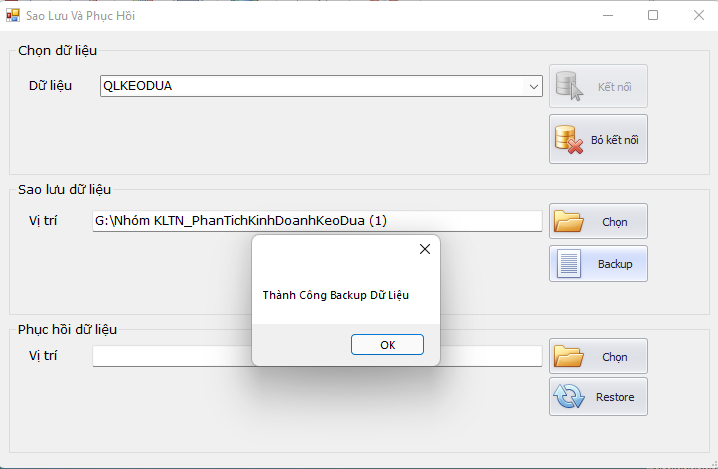 Sao Lưu Và Phục Hồi
Chọn dữ liệu
Dữ liệu
QLKEODUA
Kết nối
Bỏ kết nối
Sao lưu dữ liệu
Vị trí
G:\Nhóm KLTN_PhanTichKinhDoanhKeoDua (1)
Chọn
Backup
Thành Công Backup Dữ Liệu
OK
Phục hồi dữ liệu
Vị trí
Chọn
Restore